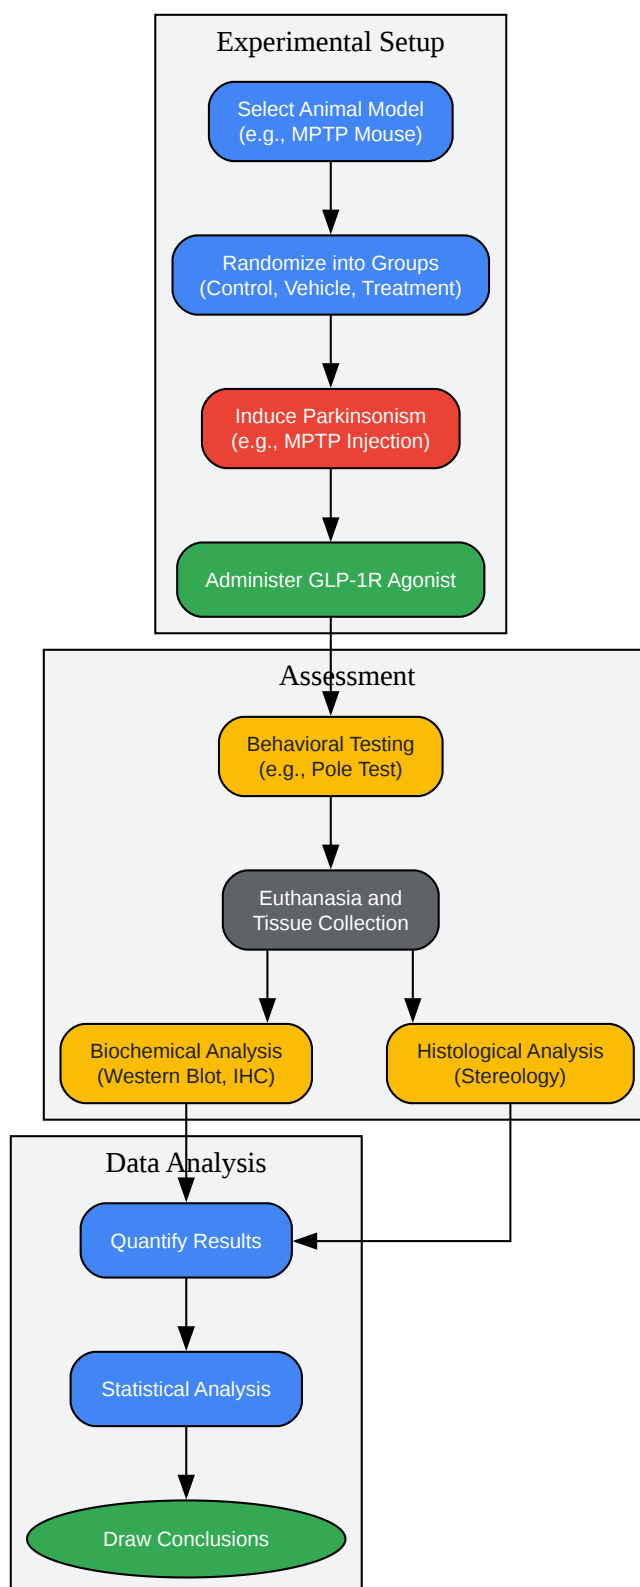 Experimental Setup
Select Animal Model
(e.g., MPTP Mouse)
Randomize into Groups
(Control, Vehicle, Treatment)
Induce Parkinsonism
(e.g., MPTP Injection)
Administer GLP-1R Agonist
Assessment
Behavioral Testing
(e.g., Pole Test)
Euthanasia and
Tissue Collection
Biochemical Analysis
(Western Blot, IHC)
Histological Analysis
(Stereology)
Data Analysis
Quantify Results
Statistical Analysis
Draw Conclusions